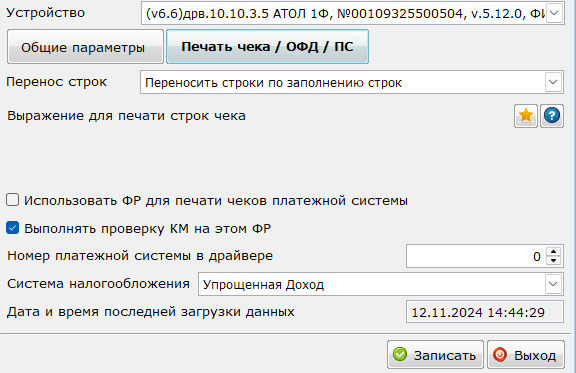 Устройство (v6.6)дрв.10.10.3.5 АТОЛ 1Ф, №00109325500504, v.5.12.0, ФИ
Общие параметры Печать чека / ОФД / ПС
Перенос строк Переносить строки по заполнению строк
Выражение для печати строк чека
Использовать ФР для печати чеков платежной системы
Выполнять проверку КМ на этом ФР
Номер платежной системы в драйвере 0
Система налогообложения Упрощенная Доход
Дата и время последней загрузки данных 12.11.2024 14:44:29
Записать Выход